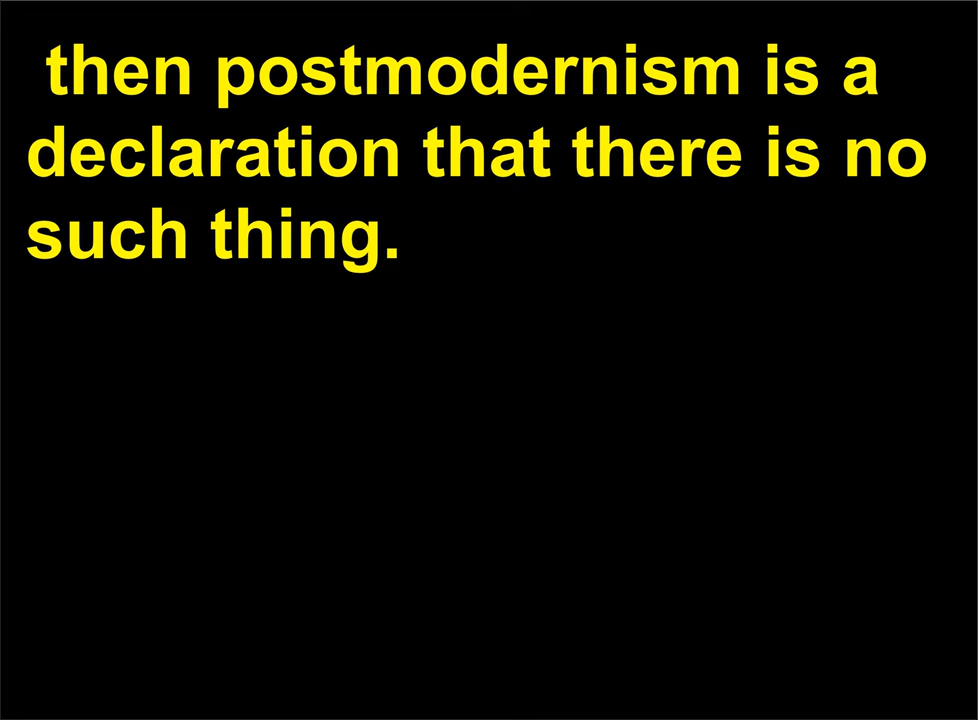 then postmodernism is a
declaration that there is no
such thing.